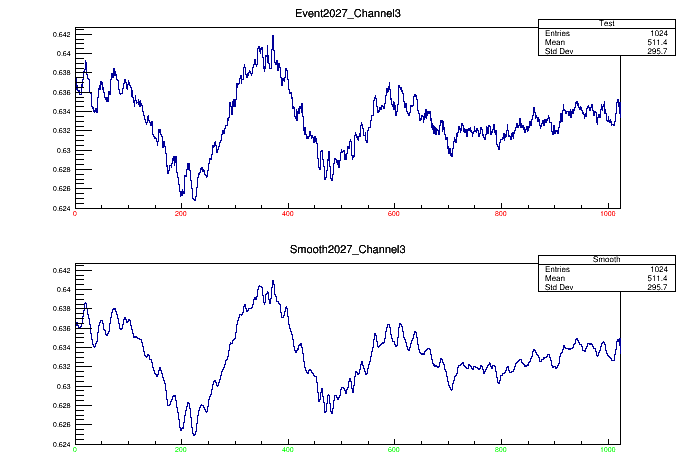 Event2027_Channel3
Test
Entries 1024
Mean 511.4
Std Dev 295.7
0.642
0.64
0.638
0.636
0.634
0.632
0.63
0.628
0.626
0.624
0 200 400 600 800 1000
Smooth2027_Channel3
Smooth
Entries 1024
Mean 511.4
Std Dev 295.7
0.642
0.64
0.638
0.636
0.634
0.632
0.63
0.628
0.626
0.624
0 200 400 600 800 1000